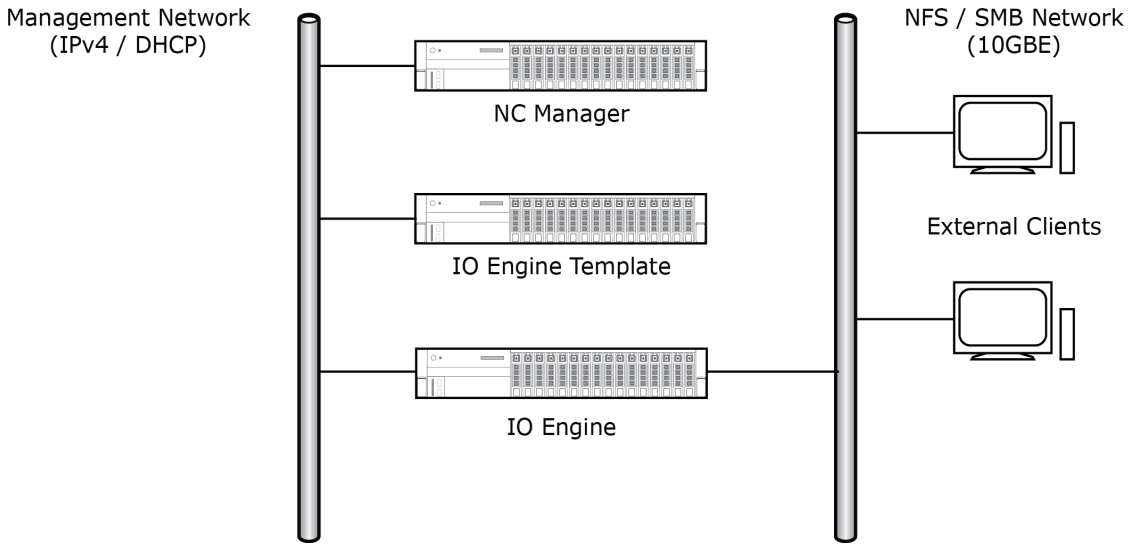 Management Network
(IPv4 / DHCP)
NFS / SMB Network
(10GBE)
NC Manager
IO Engine Template
External Clients
IO Engine